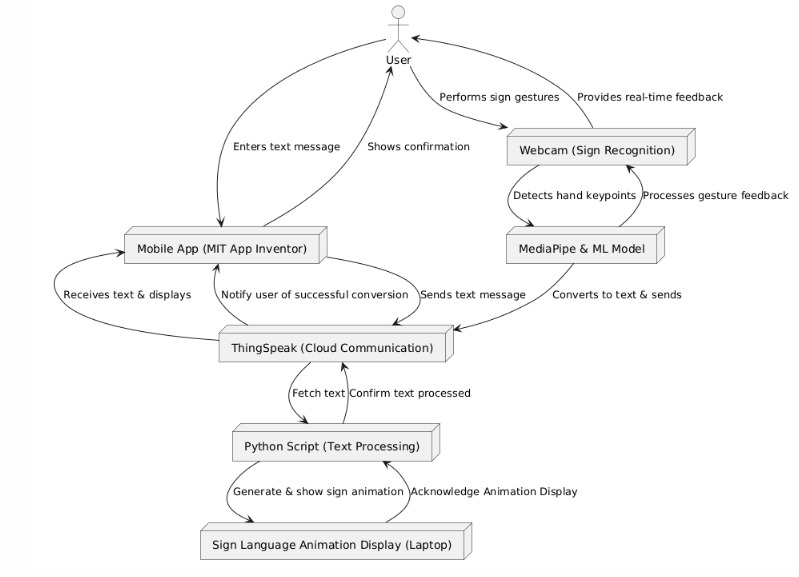 User
Performs sign gestures
Provides real-time feedback
Enters text message
Shows confirmation
Webcam (Sign Recognition)
Detects hand keypoints
Processes gesture feedback
Mobile App (MIT App Inventor)
MediaPipe & ML Model
Receives text & displays
Notify user of successful conversion
Sends text message
Converts to text & sends
ThingSpeak (Cloud Communication)
Fetch text
Confirm text processed
Python Script (Text Processing)
Generate & show sign animation
Acknowledge Animation Display
Sign Language Animation Display (Laptop)